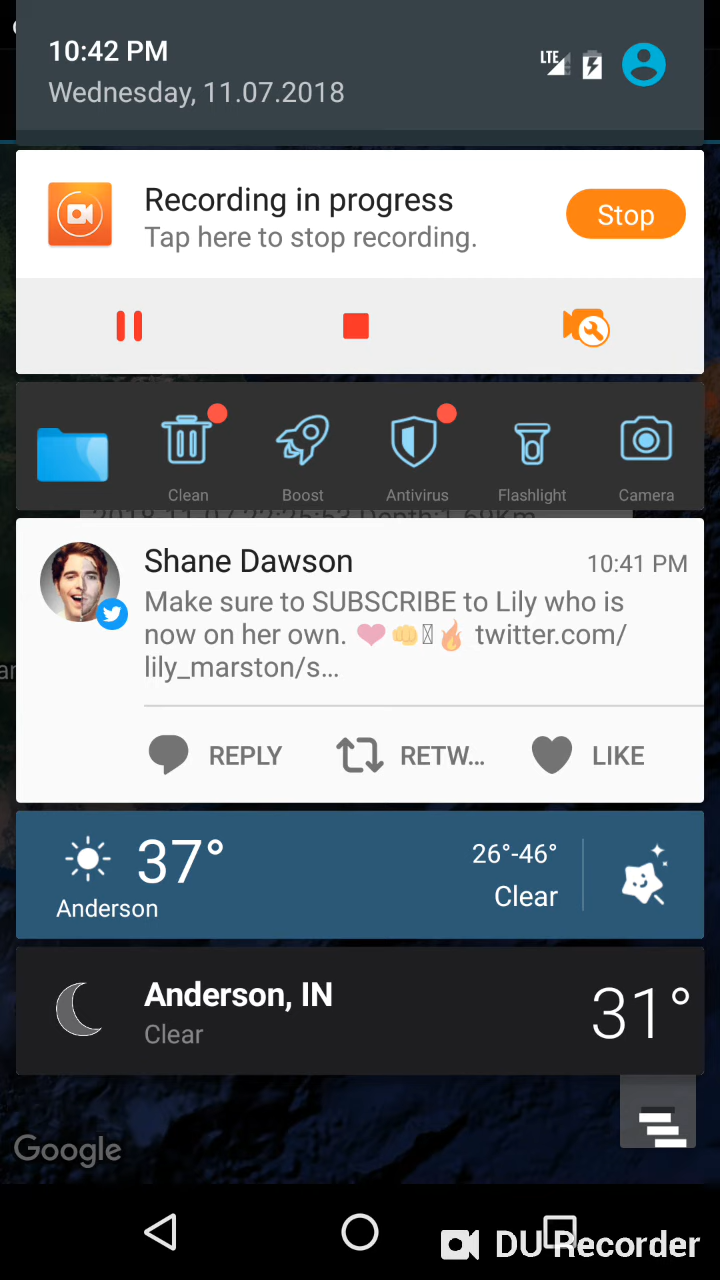 10:42 PM
LTE
Wednesday, 11.07.2018
Recording in progress
Tap here to stop recording.
Stop
Clean
Boost
Antivirus
Flashlight
Camera
Shane Dawson
10:41 PM
Make sure to SUBSCRIBE to Lily who is
now on her own. ❤👊🔥 twitter.com/
lily_marston/s...
REPLY
RETW...
LIKE
37°
26°-46°
Anderson
Clear
Anderson, IN
Clear
31°
Google
DU Recorder